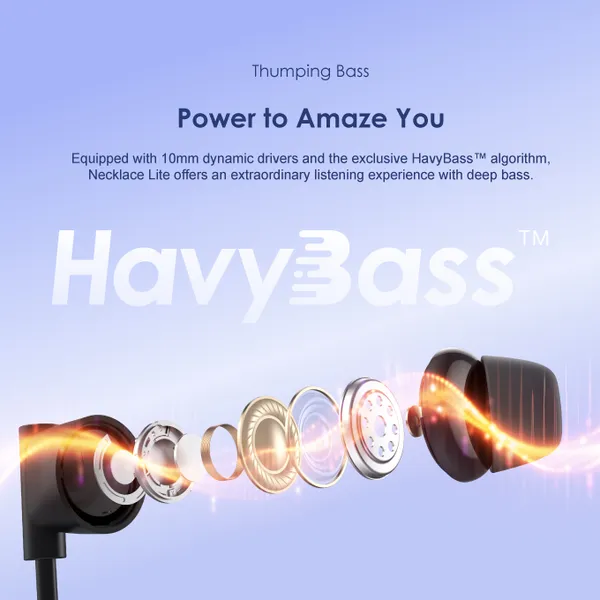 Thumping Bass
Power to Amaze You
Equipped with 10mm dynamic drivers and the exclusive HavyBass™ algorithm,
Necklace Lite offers an extraordinary listening experience with deep bass.
HavyBass™